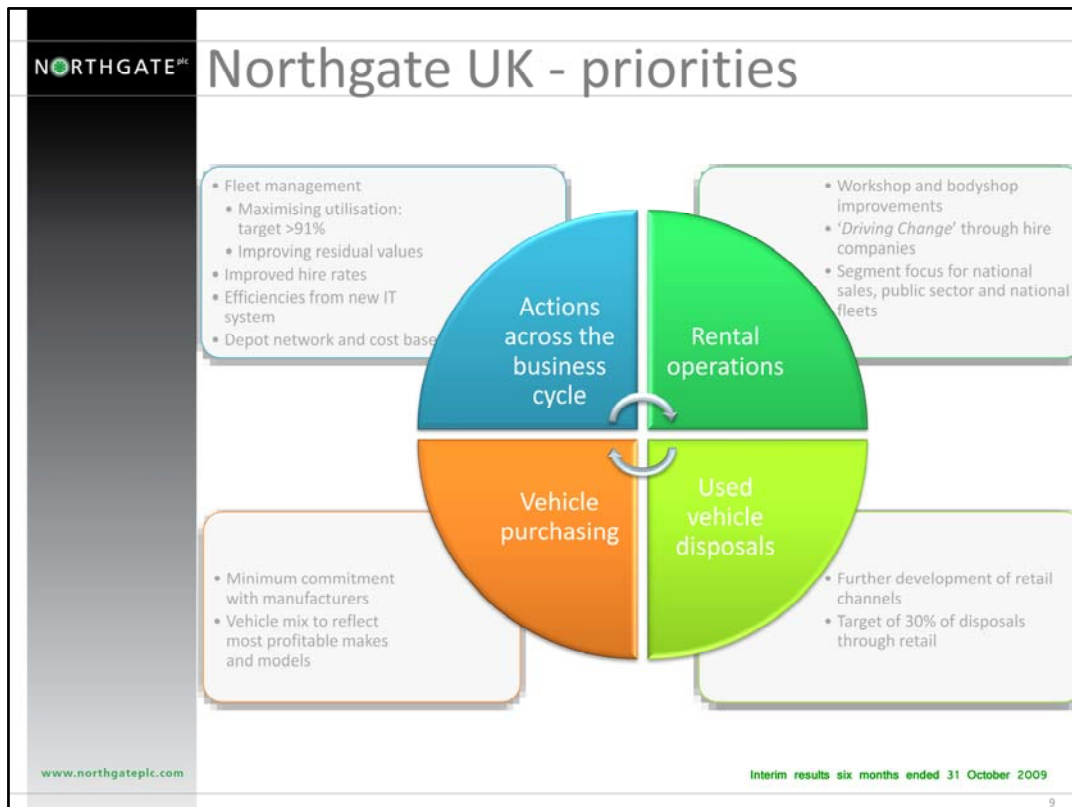 NORTHGATE plc
Northgate UK - priorities
• Fleet management
• Maximising utilisation:
target >91%
• Improving residual values
• Improved hire rates
• Efficiencies from new IT
system
• Depot network and cost base
• Workshop and bodyshop
improvements
• 'Driving Change' through hire
companies
• Segment focus for national
sales, public sector and national
fleets
Actions
across the
business
cycle
Rental
operations
Vehicle
purchasing
Used
vehicle
disposals
• Minimum commitment
with manufacturers
• Vehicle mix to reflect
most profitable makes
and models
• Further development of retail
channels
• Target of 30% of disposals
through retail
www.northgateplc.com
Interim results six months ended 31 October 2009
9